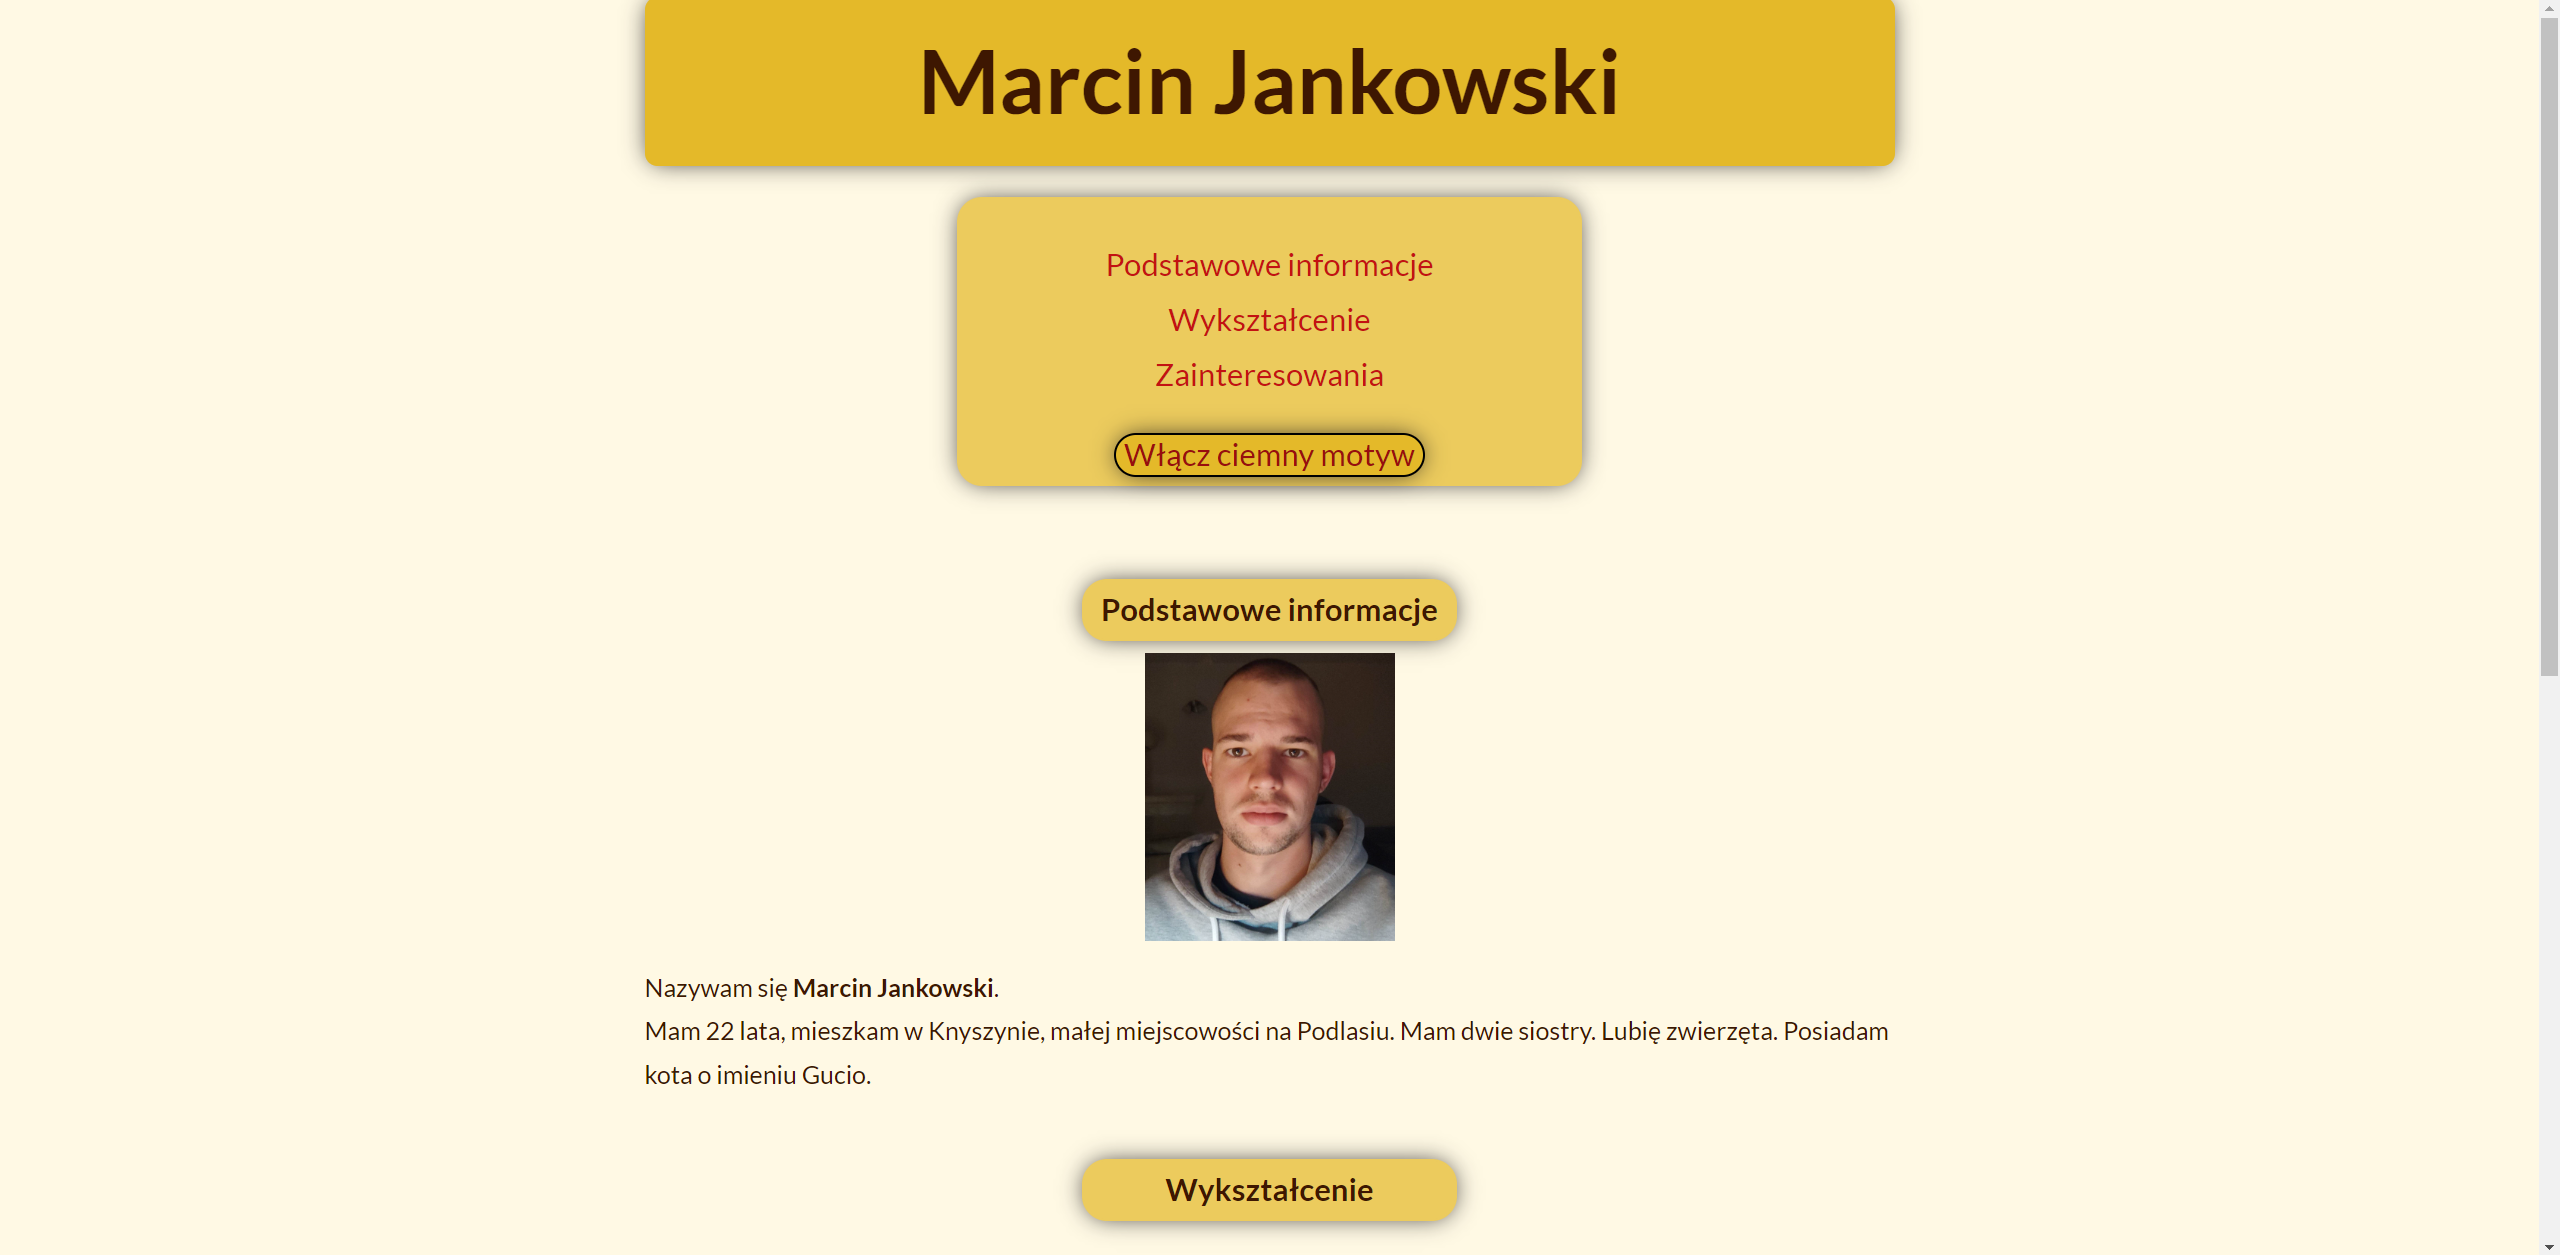 Marcin Jankowski
Podstawowe informacje
Wykształcenie
Zainteresowania
Włącz ciemny motyw
Podstawowe informacje
Nazywam się Marcin Jankowski.
Mam 22 lata, mieszkam w Knyszynie, małej miejscowości na Podlasiu. Mam dwie siostry. Lubię zwierzęta. Posiadam
kota o imieniu Gucio.
Wykształcenie